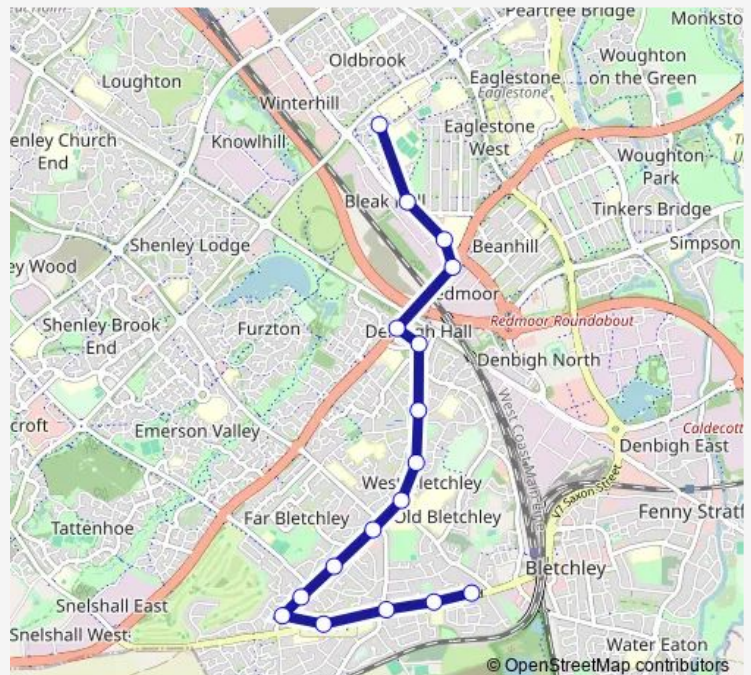 Peartree Bridge
Monksto
Oldbrook
Woughton
on the Green
Loughton
Eaglestone
Eaglestone
Winterhill
enley Church
End
Knowlhill
Eaglestone
West
Woughton
Park
Bleak
Tinkers Bridge
Shenley Lodge
Beanhill
Simpson
ey Wood
edmoor
Shenley Brook
End
Furzton
Hall
Redmoor Roundabout
Denbigh North
West Coast Main Line
croft
Emerson Valley
Caldecott
Denbigh East
V7 Saxon Street
Tattenhoe
Far Bletchley
Old Bletchley
Fenny Stratf
Bletchley
Snelshall East
Snelshall West
Water Eaton
© OpenStreetMap contributors